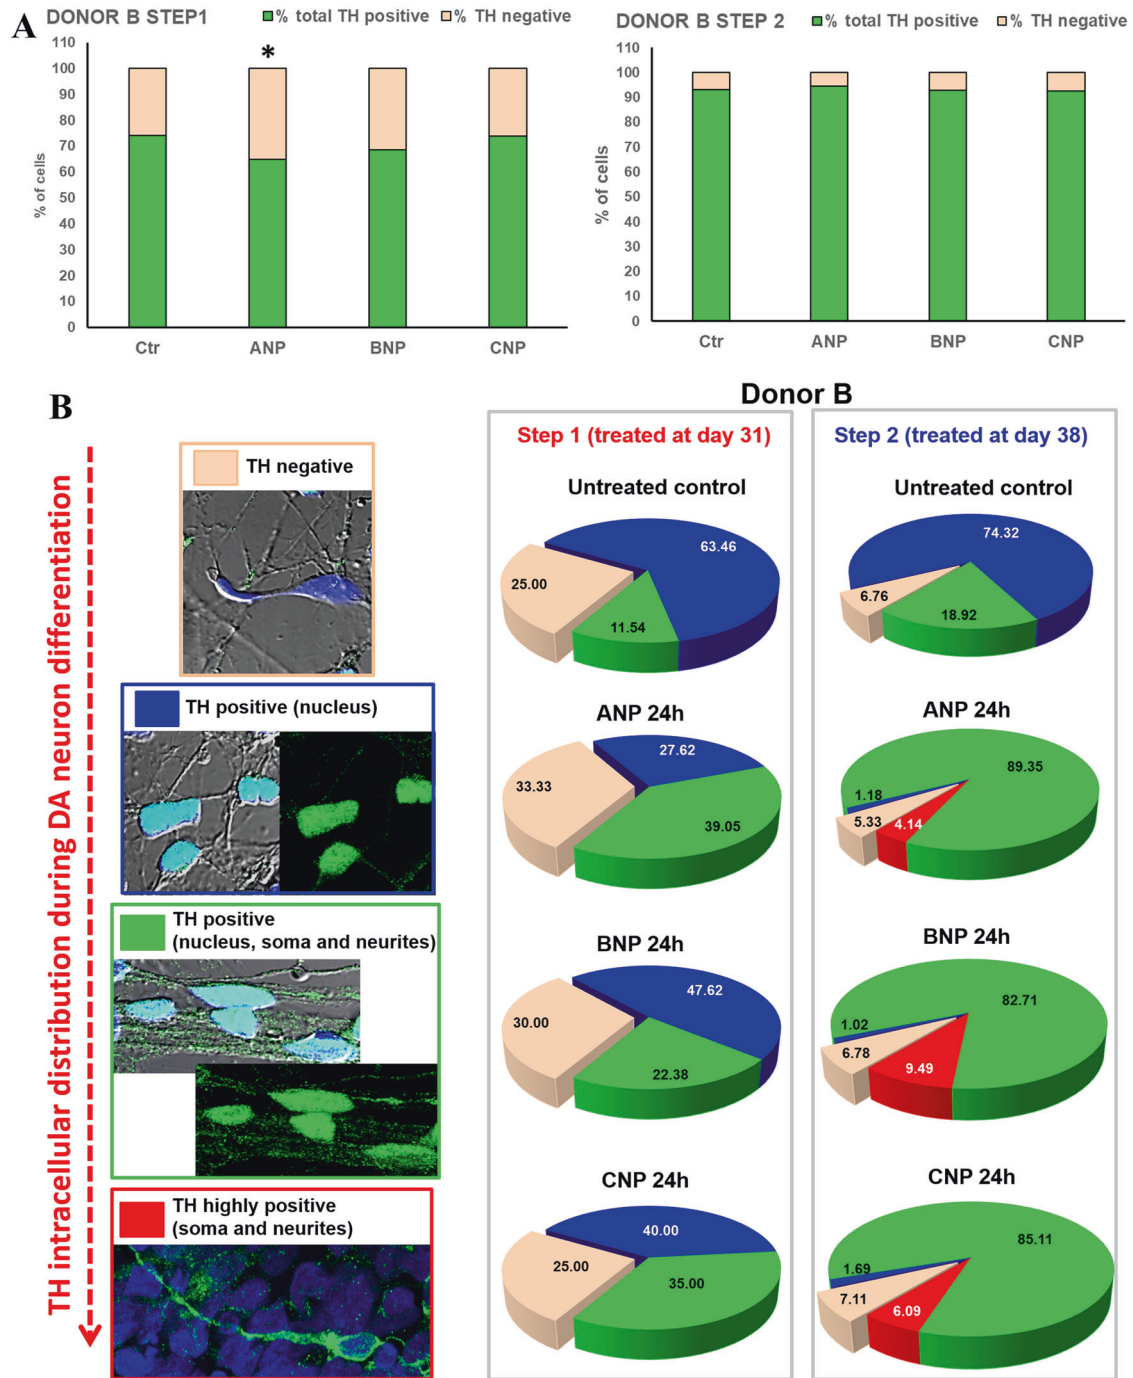 A
DONOR B STEP1
% total TH positive
% TH negative
110
100
90
80
70
60
50
40
30
20
10
0
% of cells
*
Ctr
ANP
BNP
CNP
DONOR B STEP 2
% total TH positive
% TH negative
110
100
90
80
70
60
50
40
30
20
10
0
% of cells
Ctr
ANP
BNP
CNP
B
TH intracellular distribution during DA neuron differentiation
TH negative
TH positive (nucleus)
TH positive
(nucleus, soma and neurites)
TH highly positive
(soma and neurites)
Donor B
Step 1 (treated at day 31)
Untreated control
63.46
25.00
11.54
ANP 24h
27.62
33.33
39.05
BNP 24h
47.62
30.00
22.38
CNP 24h
40.00
25.00
35.00
Step 2 (treated at day 38)
Untreated control
74.32
6.76
18.92
ANP 24h
89.35
1.18
5.33
4.14
BNP 24h
82.71
1.02
6.78
9.49
CNP 24h
85.11
1.69
7.11
6.09